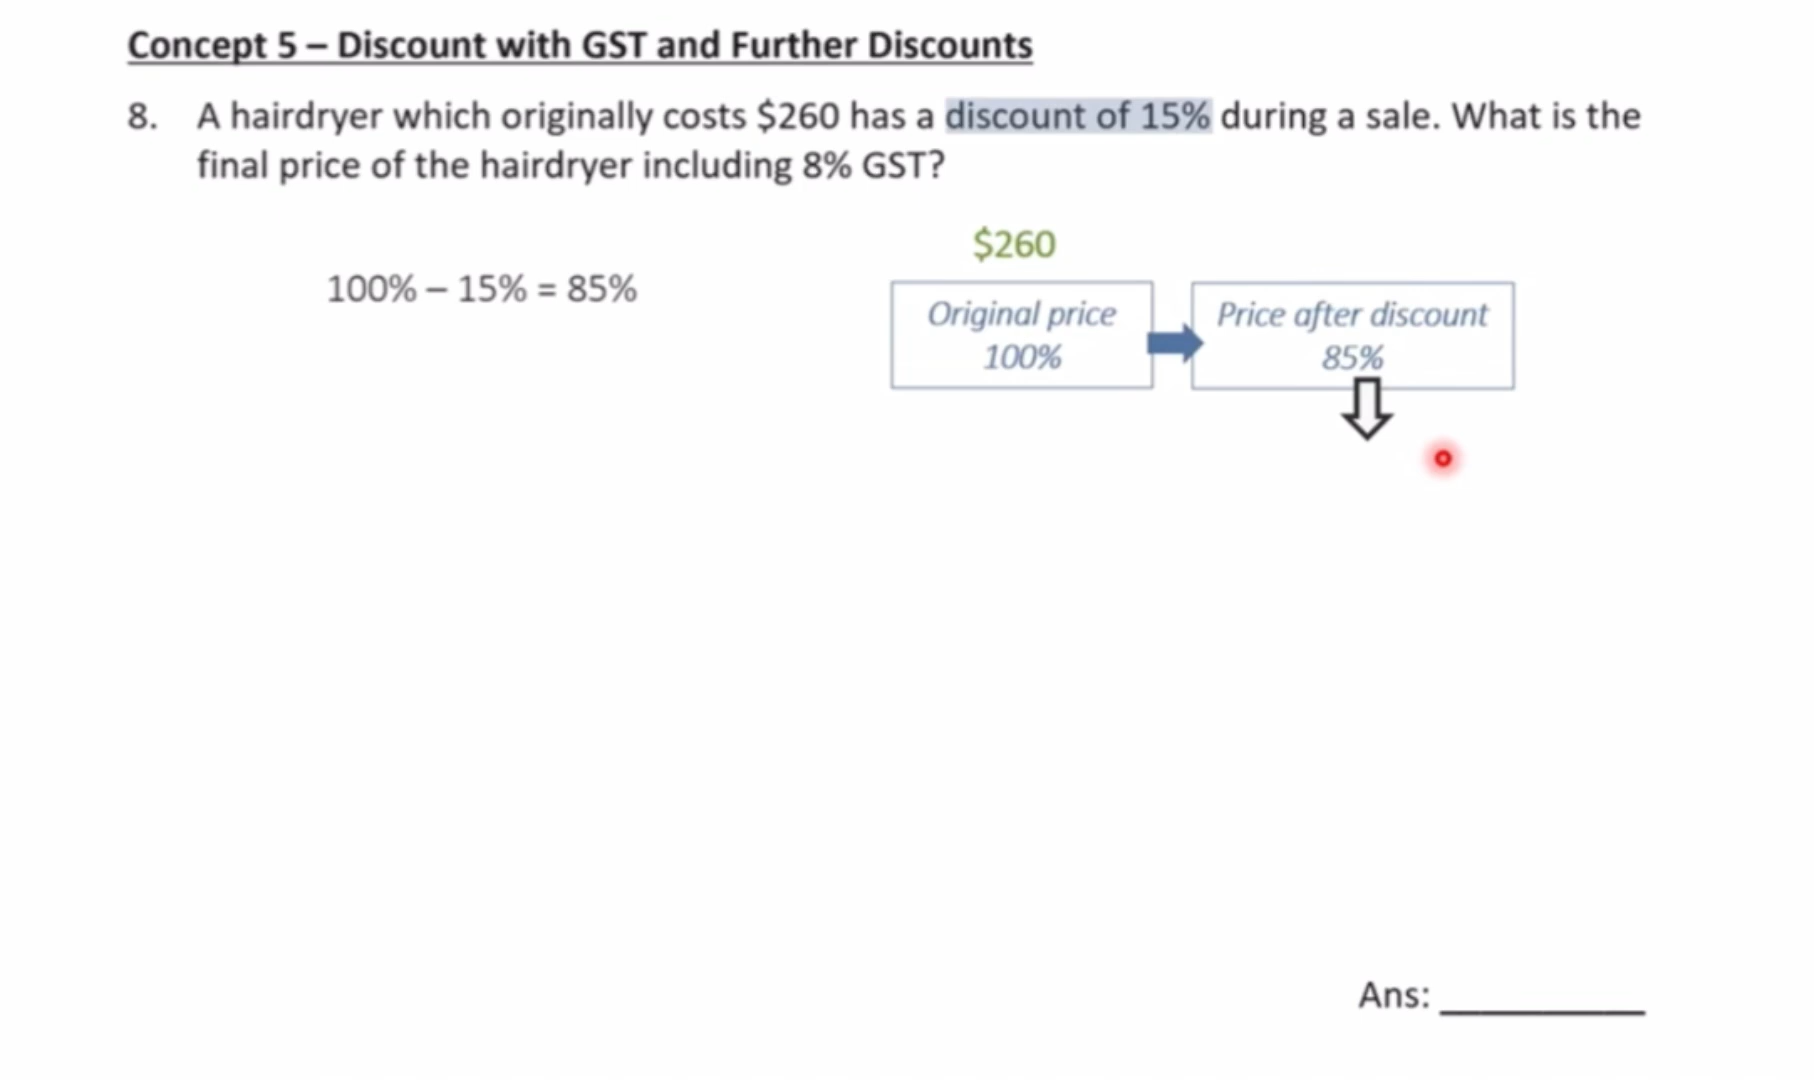 Concept 5 – Discount with GST and Further Discounts
8. A hairdryer which originally costs $260 has a discount of 15% during a sale. What is the
final price of the hairdryer including 8% GST?
$260
100% – 15% = 85%
Original price
100%
Price after discount
85%
Ans: __________